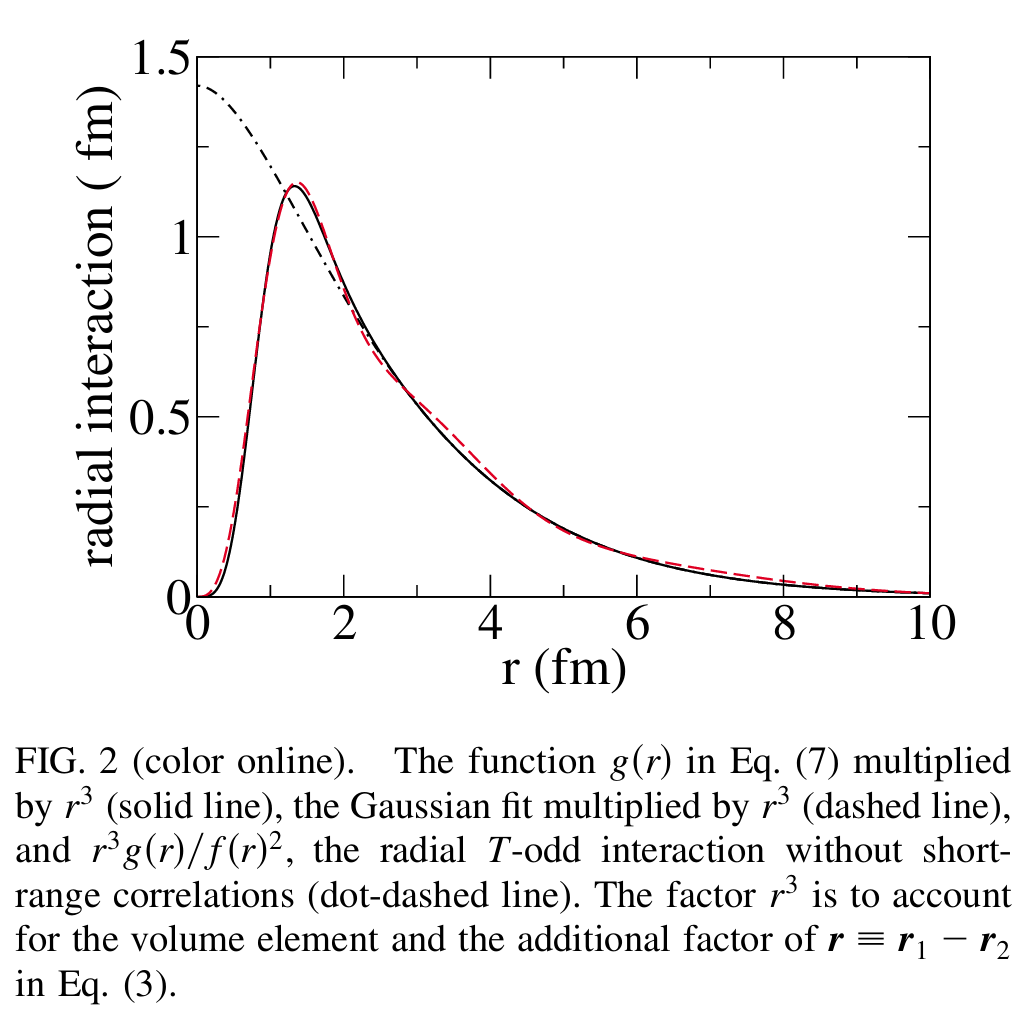 1.5
1
0.5
0
0 2 4 6 8 10
radial interaction ( fm)
r (fm)
FIG. 2 (color online). The function g(r) in Eq. (7) multiplied
by r³ (solid line), the Gaussian fit multiplied by r³ (dashed line),
and r³g(r)/f(r)², the radial T-odd interaction without short-
range correlations (dot-dashed line). The factor r³ is to account
for the volume element and the additional factor of r ≡ r₁ − r₂
in Eq. (3).